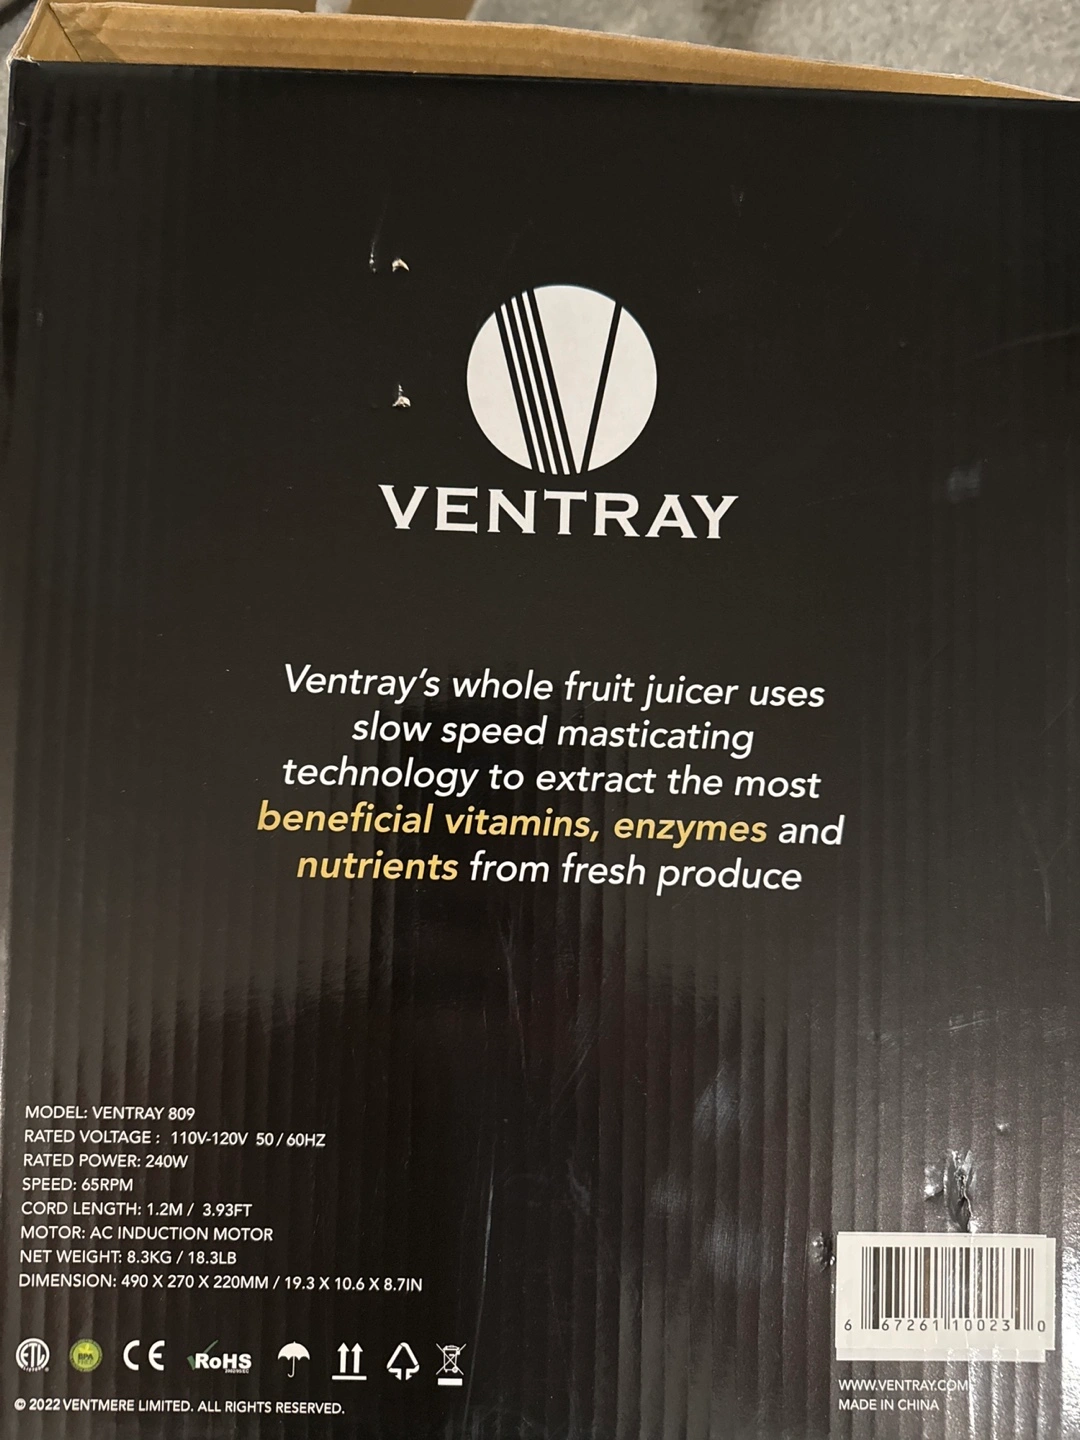 VENTRAY
Ventray's whole fruit juicer uses
slow speed masticating
technology to extract the most
beneficial vitamins, enzymes and
nutrients from fresh produce
MODEL: VENTRAY 809
RATED VOLTAGE : 110V-120V 50 / 60HZ
RATED POWER: 240W
SPEED: 65RPM
CORD LENGTH: 1.2M / 3.93FT
MOTOR: AC INDUCTION MOTOR
NET WEIGHT: 8.3KG / 18.3LB
DIMENSION: 490 X 270 X 220MM / 19.3 X 10.6 X 8.7IN
ETL
CE
RoHS
© 2022 VENTMERE LIMITED. ALL RIGHTS RESERVED.
6 67261 10023 0
WWW.VENTRAY.COM
MADE IN CHINA